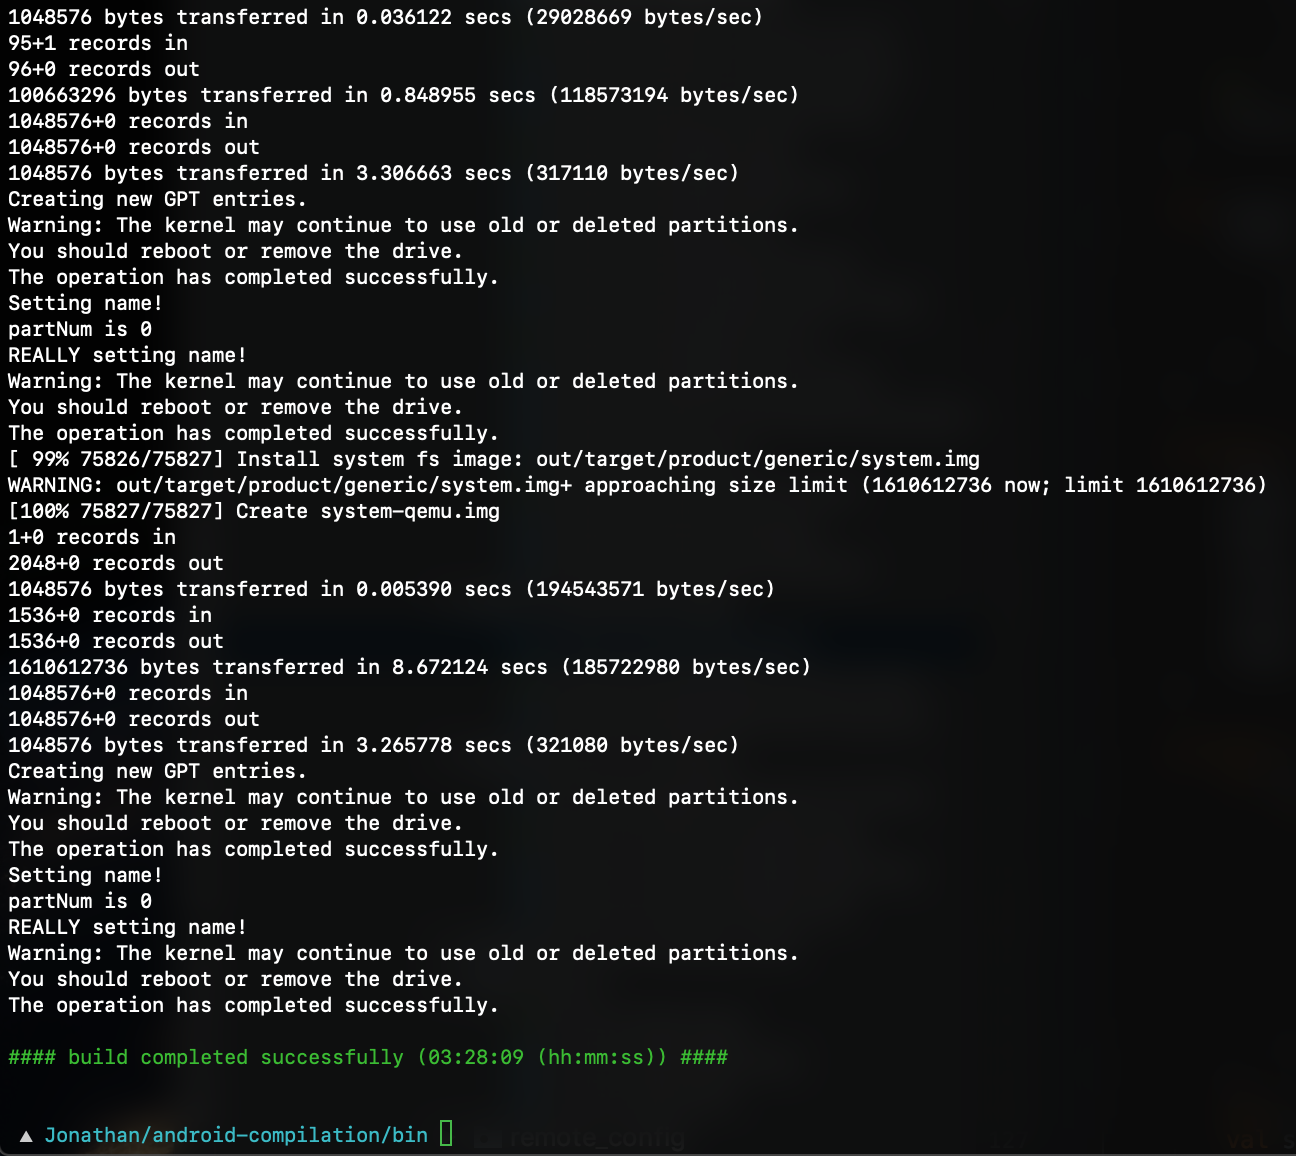 1048576 bytes transferred in 0.036122 secs (29028669 bytes/sec)
95+1 records in
96+0 records out
100663296 bytes transferred in 0.848955 secs (118573194 bytes/sec)
1048576+0 records in
1048576+0 records out
1048576 bytes transferred in 3.306663 secs (317110 bytes/sec)
Creating new GPT entries.
Warning: The kernel may continue to use old or deleted partitions.
You should reboot or remove the drive.
The operation has completed successfully.
Setting name!
partNum is 0
REALLY setting name!
Warning: The kernel may continue to use old or deleted partitions.
You should reboot or remove the drive.
The operation has completed successfully.
[ 99% 75826/75827] Install system fs image: out/target/product/generic/system.img
WARNING: out/target/product/generic/system.img+ approaching size limit (1610612736 now; limit 1610612736)
[100% 75827/75827] Create system-qemu.img
1+0 records in
2048+0 records out
1048576 bytes transferred in 0.005390 secs (194543571 bytes/sec)
1536+0 records in
1536+0 records out
1610612736 bytes transferred in 8.672124 secs (185722980 bytes/sec)
1048576+0 records in
1048576+0 records out
1048576 bytes transferred in 3.265778 secs (321080 bytes/sec)
Creating new GPT entries.
Warning: The kernel may continue to use old or deleted partitions.
You should reboot or remove the drive.
The operation has completed successfully.
Setting name!
partNum is 0
REALLY setting name!
Warning: The kernel may continue to use old or deleted partitions.
You should reboot or remove the drive.
The operation has completed successfully.
#### build completed successfully (03:28:09 (hh:mm:ss)) ####
▲ Jonathan/android-compilation/bin
remote_config
val